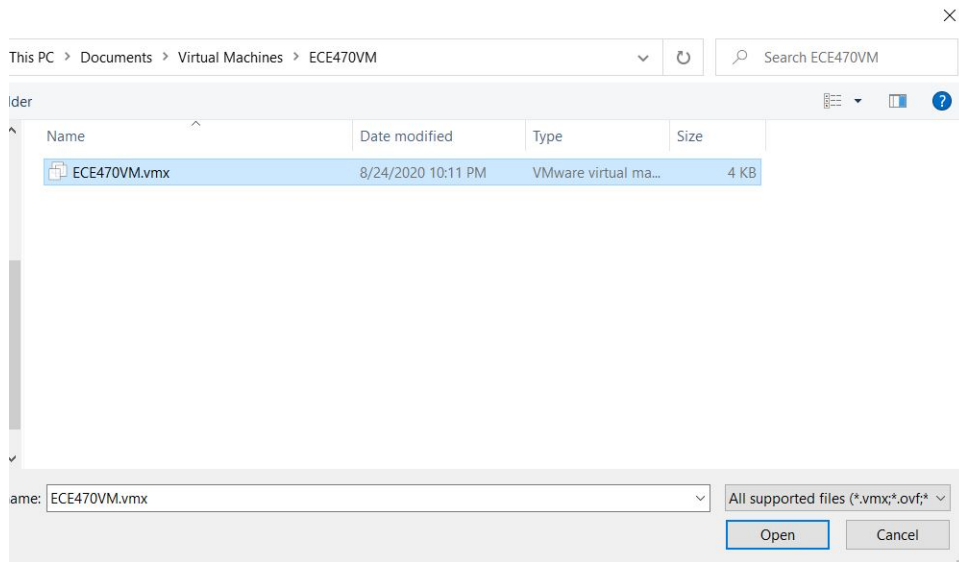 This PC > Documents > Virtual Machines > ECE470VM
Search ECE470VM
lder
?
Name Date modified Type Size
ECE470VM.vmx 8/24/2020 10:11 PM VMware virtual ma... 4 KB
ame: ECE470VM.vmx
All supported files (*.vmx;*.ovf;*
Open Cancel